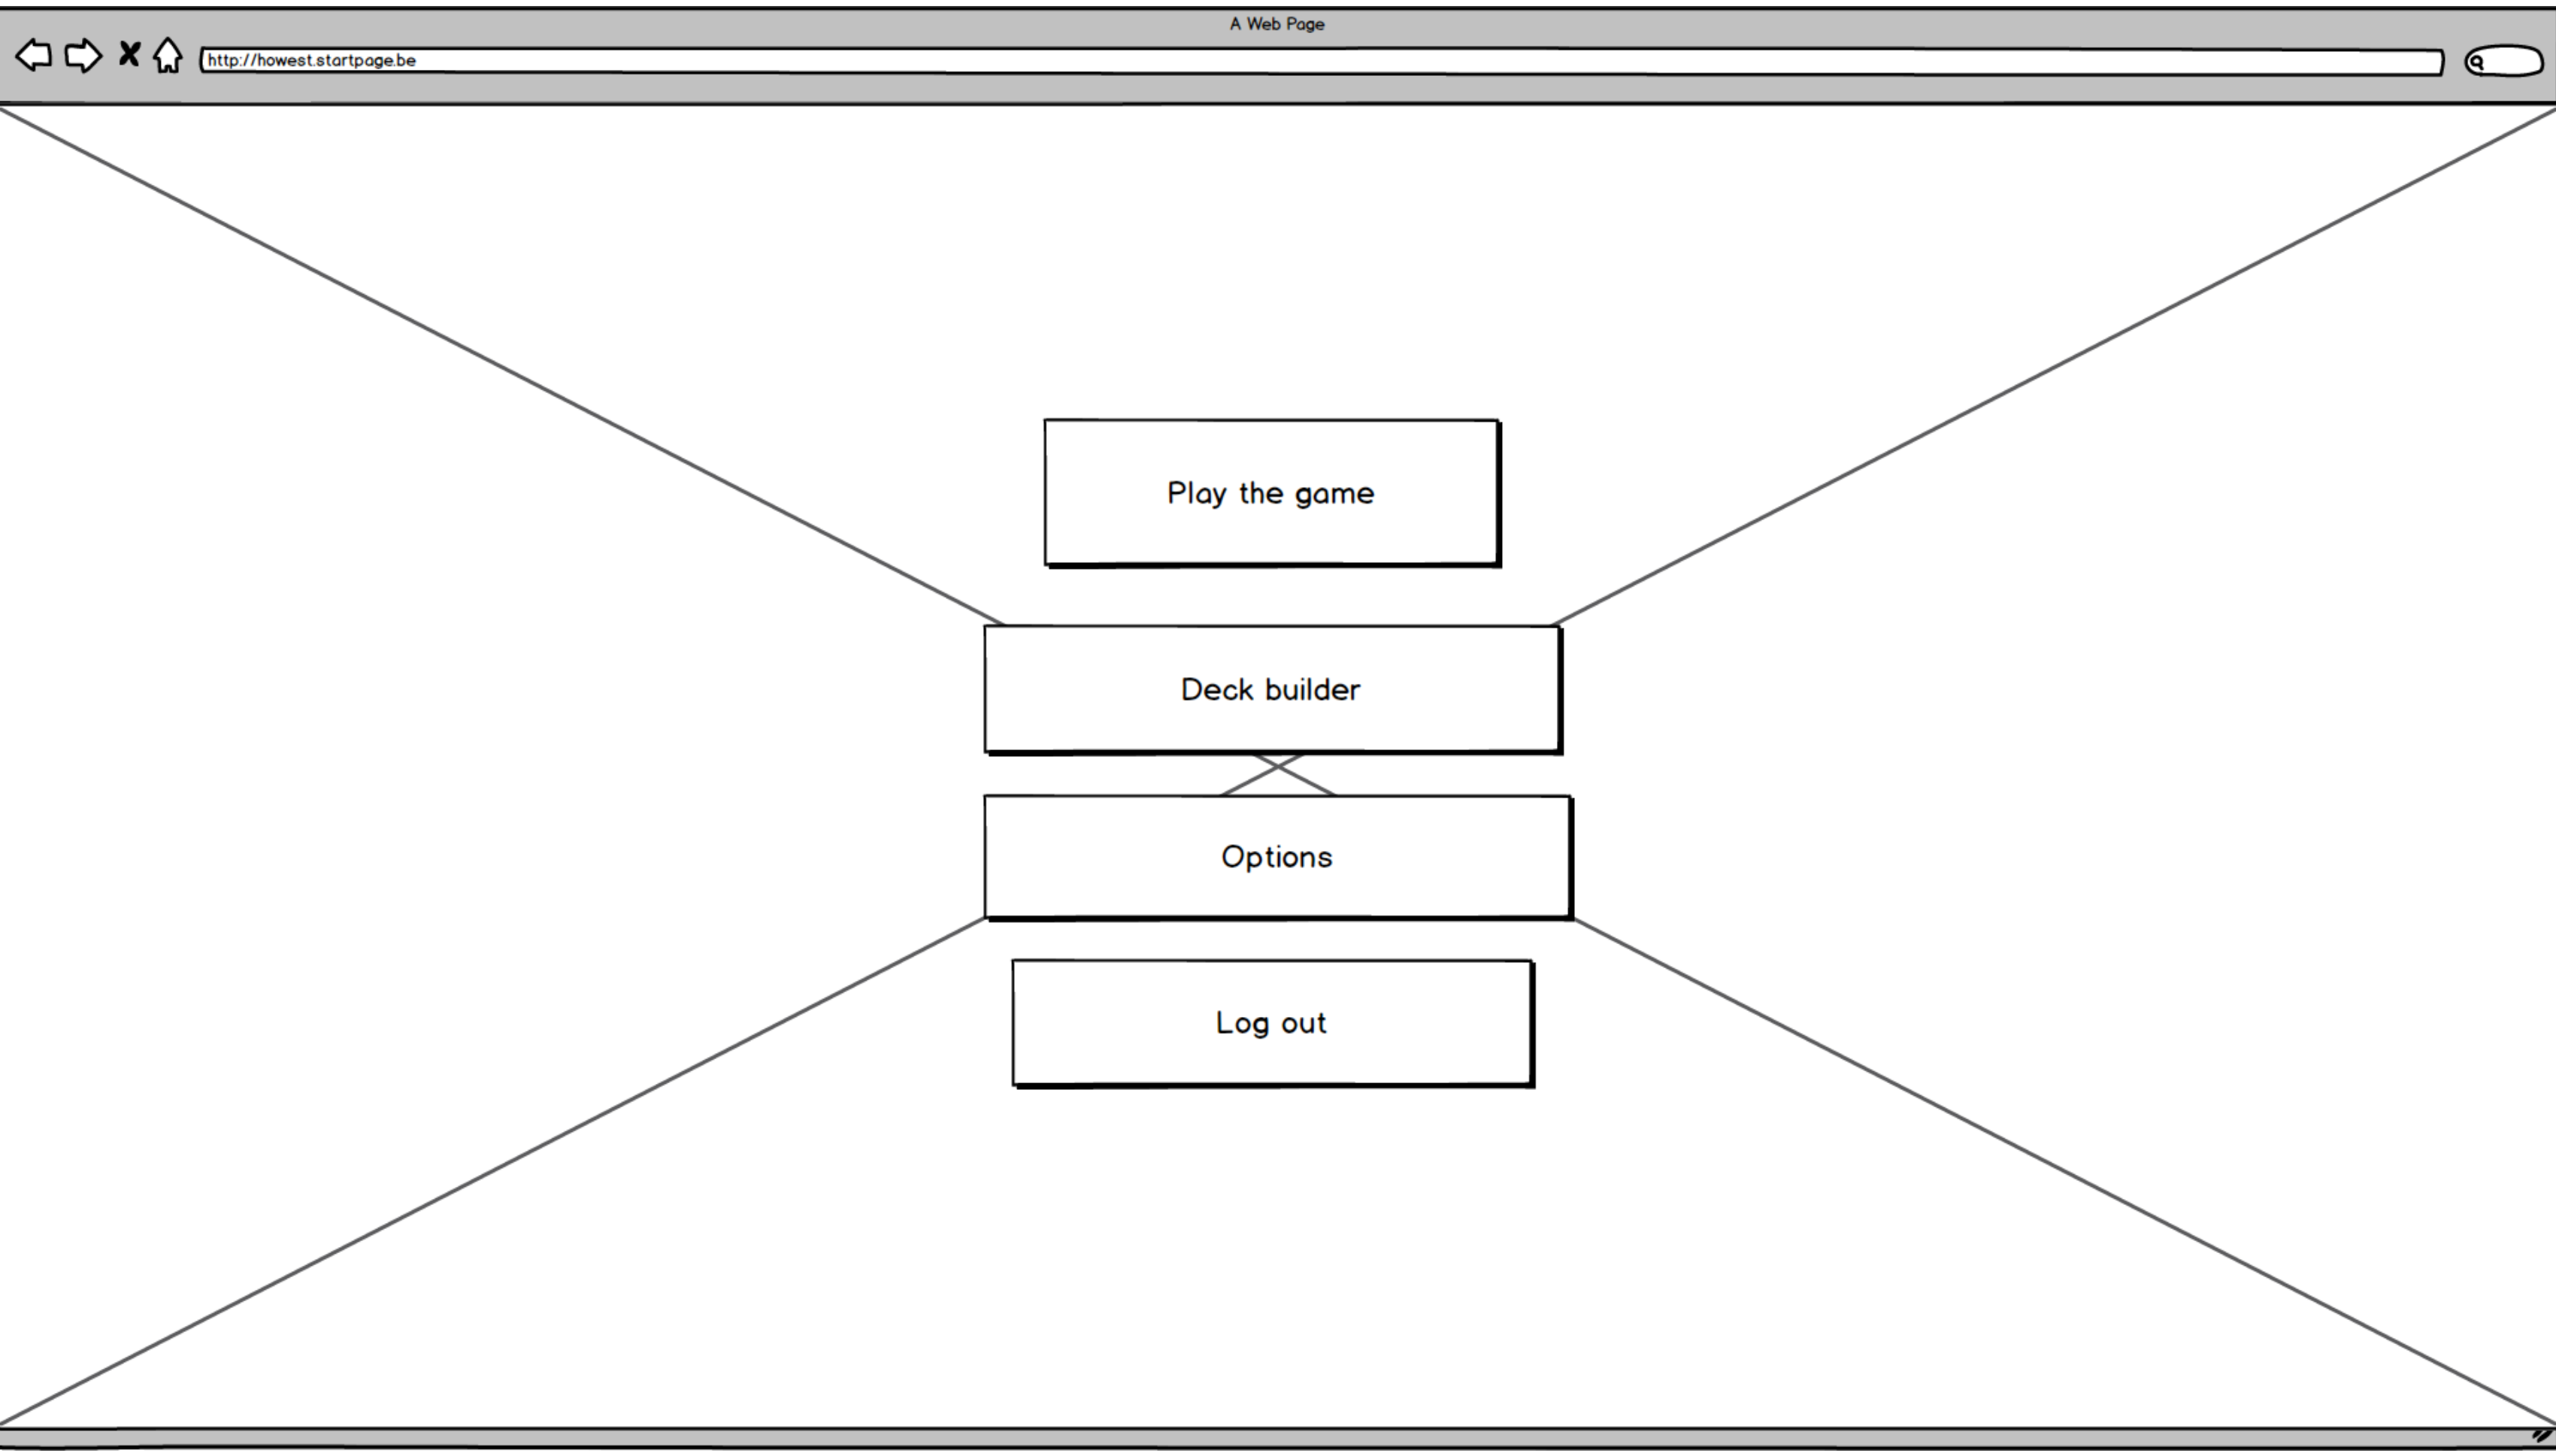 A Web Page
http://howest.startpage.be
Play the game
Deck builder
Options
Log out